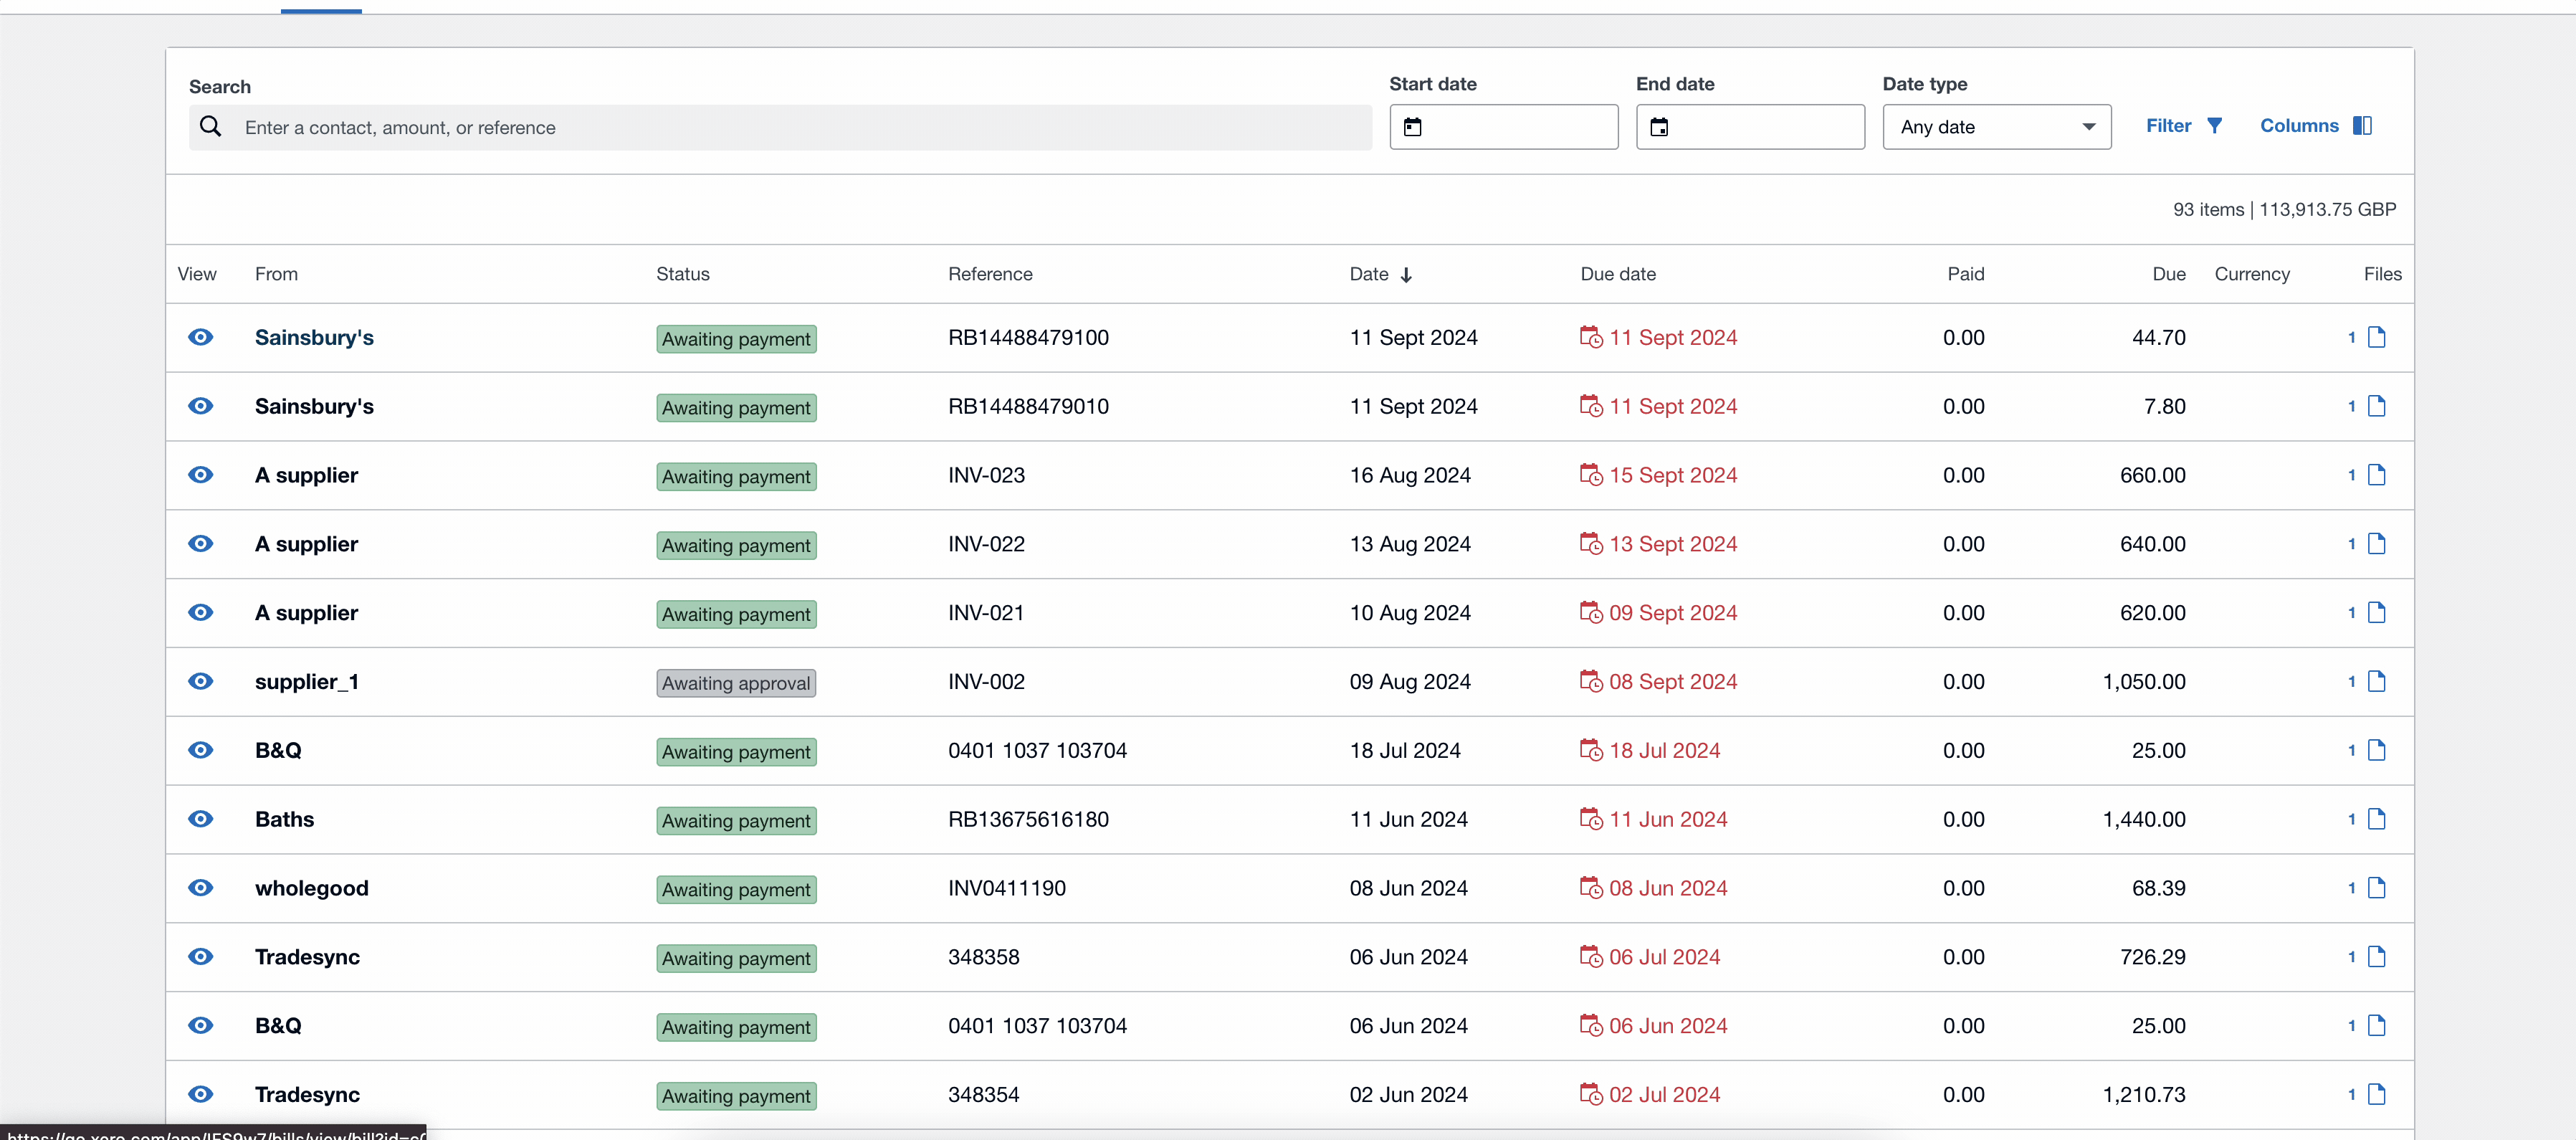 Search
Start date
End date
Date type
Enter a contact, amount, or reference
Any date
Filter
Columns
93 items | 113,913.75 GBP
View From Status Reference Date Due date Paid Due Currency Files
Sainsbury's Awaiting payment RB14488479100 11 Sept 2024 11 Sept 2024 0.00 44.70 1
Sainsbury's Awaiting payment RB14488479010 11 Sept 2024 11 Sept 2024 0.00 7.80 1
A supplier Awaiting payment INV-023 16 Aug 2024 15 Sept 2024 0.00 660.00 1
A supplier Awaiting payment INV-022 13 Aug 2024 13 Sept 2024 0.00 640.00 1
A supplier Awaiting payment INV-021 10 Aug 2024 09 Sept 2024 0.00 620.00 1
supplier_1 Awaiting approval INV-002 09 Aug 2024 08 Sept 2024 0.00 1,050.00 1
B&Q Awaiting payment 0401 1037 103704 18 Jul 2024 18 Jul 2024 0.00 25.00 1
Baths Awaiting payment RB13675616180 11 Jun 2024 11 Jun 2024 0.00 1,440.00 1
wholegood Awaiting payment INV0411190 08 Jun 2024 08 Jun 2024 0.00 68.39 1
Tradesync Awaiting payment 348358 06 Jun 2024 06 Jul 2024 0.00 726.29 1
B&Q Awaiting payment 0401 1037 103704 06 Jun 2024 06 Jun 2024 0.00 25.00 1
Tradesync Awaiting payment 348354 02 Jun 2024 02 Jul 2024 0.00 1,210.73 1